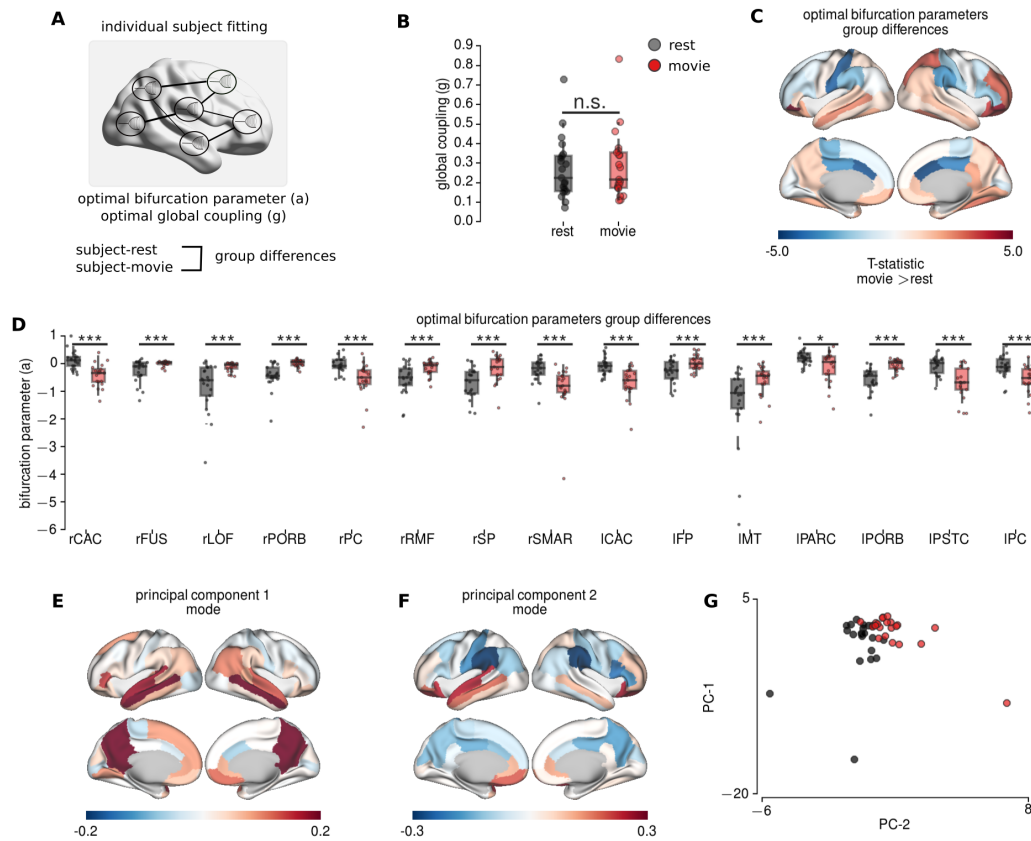 A
individual subject fitting
optimal bifurcation parameter (a)
optimal global coupling (g)
subject-rest
subject-movie
group differences
B
global coupling (g)
0.9
0.8
0.7
0.6
0.5
0.4
0.3
0.2
0.1
0.0
n.s.
rest
movie
rest
movie
C
optimal bifurcation parameters
group differences
-5.0
5.0
T-statistic
movie >rest
D
optimal bifurcation parameters group differences
bifurcation parameter (a)
1
0
−1
−2
−3
−4
−5
−6
*** *** *** *** *** *** *** *** *** *** *** * *** *** ***
rCAC rFUS rLOF rPORB rPC rRMF rSP rSMAR lCAC lFP lMT lPARC lPORB lPSTC lPC
E
principal component 1
mode
-0.2
0.2
F
principal component 2
mode
-0.3
0.3
G
5
PC-1
−20
−6
8
PC-2